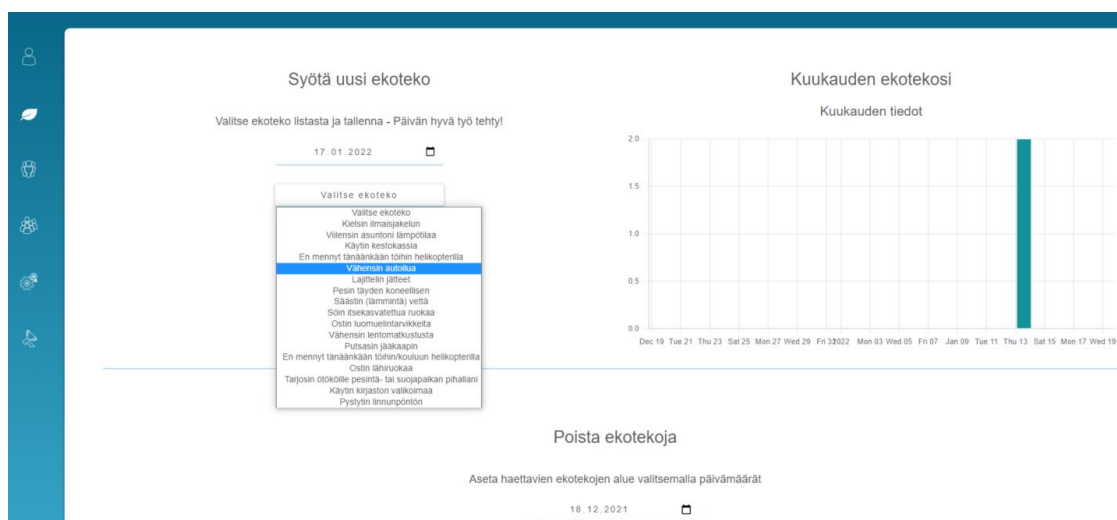 Syötä uusi ekoteko
Valitse ekoteko listasta ja tallenna - Päivän hyvä työ tehty!
17.01.2022
Valitse ekoteko
Valitse ekoteko
Kielsin ilmaisjakelun
Viilensin asuntoni lämpötilaa
Käytin kestokassia
En mennyt tänäänkään töihin helikopterilla
Vähensin autoilua
Lajittelin jätteet
Pesin täyden koneellisen
Säästin (lämmintä) vettä
Söin itsekasvatettua ruokaa
Ostin luomuelintarvikkeita
Vähensin lentomatkustusta
Putsasin jääkaapin
En mennyt tänäänkään töihin/kouluun helikopterilla
Ostin lähiruokaa
Tarjosin ötököille pesintä- tai suojapaikan pihallani
Käytin kirjaston valikoimaa
Pystytin linnunpöntön
Kuukauden ekotekosi
Kuukauden tiedot
2.0
1.5
1.0
0.5
0.0
Dec 19 Tue 21 Thu 23 Sat 25 Mon 27 Wed 29 Fri 2022 Mon 03 Wed 05 Fri 07 Jan 09 Tue 11 Thu 13 Sat 15 Mon 17 Wed 19
Poista ekotekoja
Aseta haettavien ekotekojen alue valitsemalla päivämäärät
18.12.2021